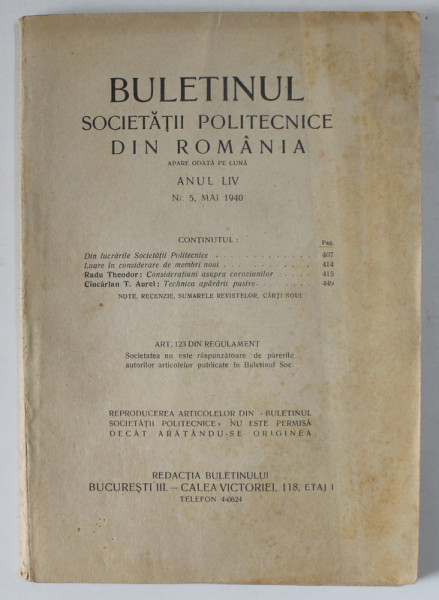 BULETINUL
SOCIETĂȚII POLITECNICE
DIN ROMÂNIA
APARE ODATĂ PE LUNĂ
ANUL LIV
Nr. 5, MAI 1940
CONȚINUTUL :
Pag.
Din lucrările Societății Politecnice . . . . . . . . . . . . 407
Luare în considerare de membri noui . . . . . . . . . . . 414
Radu Theodor : Considerațiuni asupra coroziunilor . . . . . 415
Ciocârlan T. Aurel : Technica apărării pasive . . . . . . . 449
NOTE, RECENZIE, SUMARELE REVISTELOR, CĂRȚI NOUI
ART. 123 DIN REGULAMENT
Societatea nu este răspunzătoare de părerile
autorilor articolelor publicate în Buletinul Soc.
REPRODUCEREA ARTICOLELOR DIN «BULETINUL
SOCIETĂȚII POLITECNICE» NU ESTE PERMISĂ
DECÂT ARĂTÂNDU-SE ORIGINEA
REDACȚIA BULETINULUI
BUCUREȘTI III. — CALEA VICTORIEI, 118, ETAJ I
TELEFON 4-0624